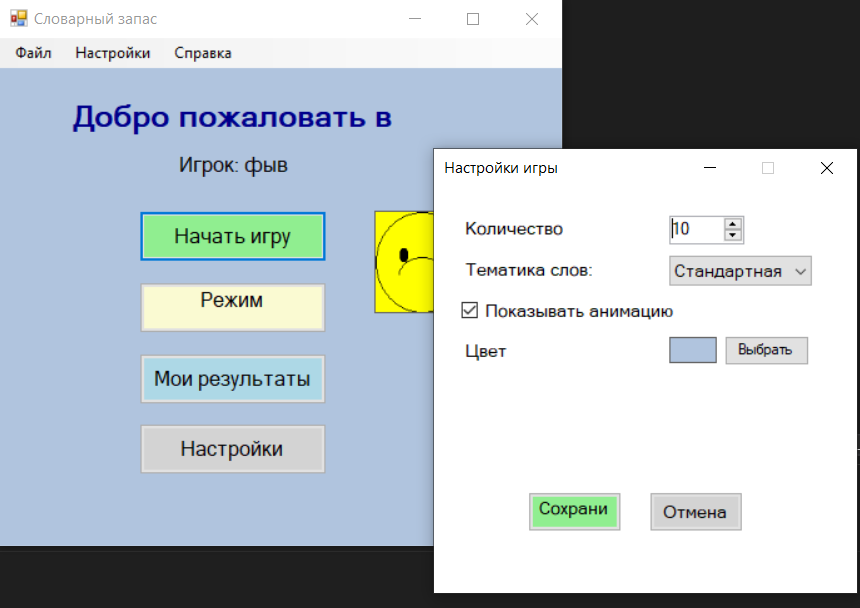 Словарный запас
Файл Настройки Справка
Добро пожаловать в
Игрок: фыв
Начать игру
Режим
Мои результаты
Настройки
Настройки игры
Количество 10
Тематика слов: Стандартная
Показывать анимацию
Цвет Выбрать
Сохрани Отмена